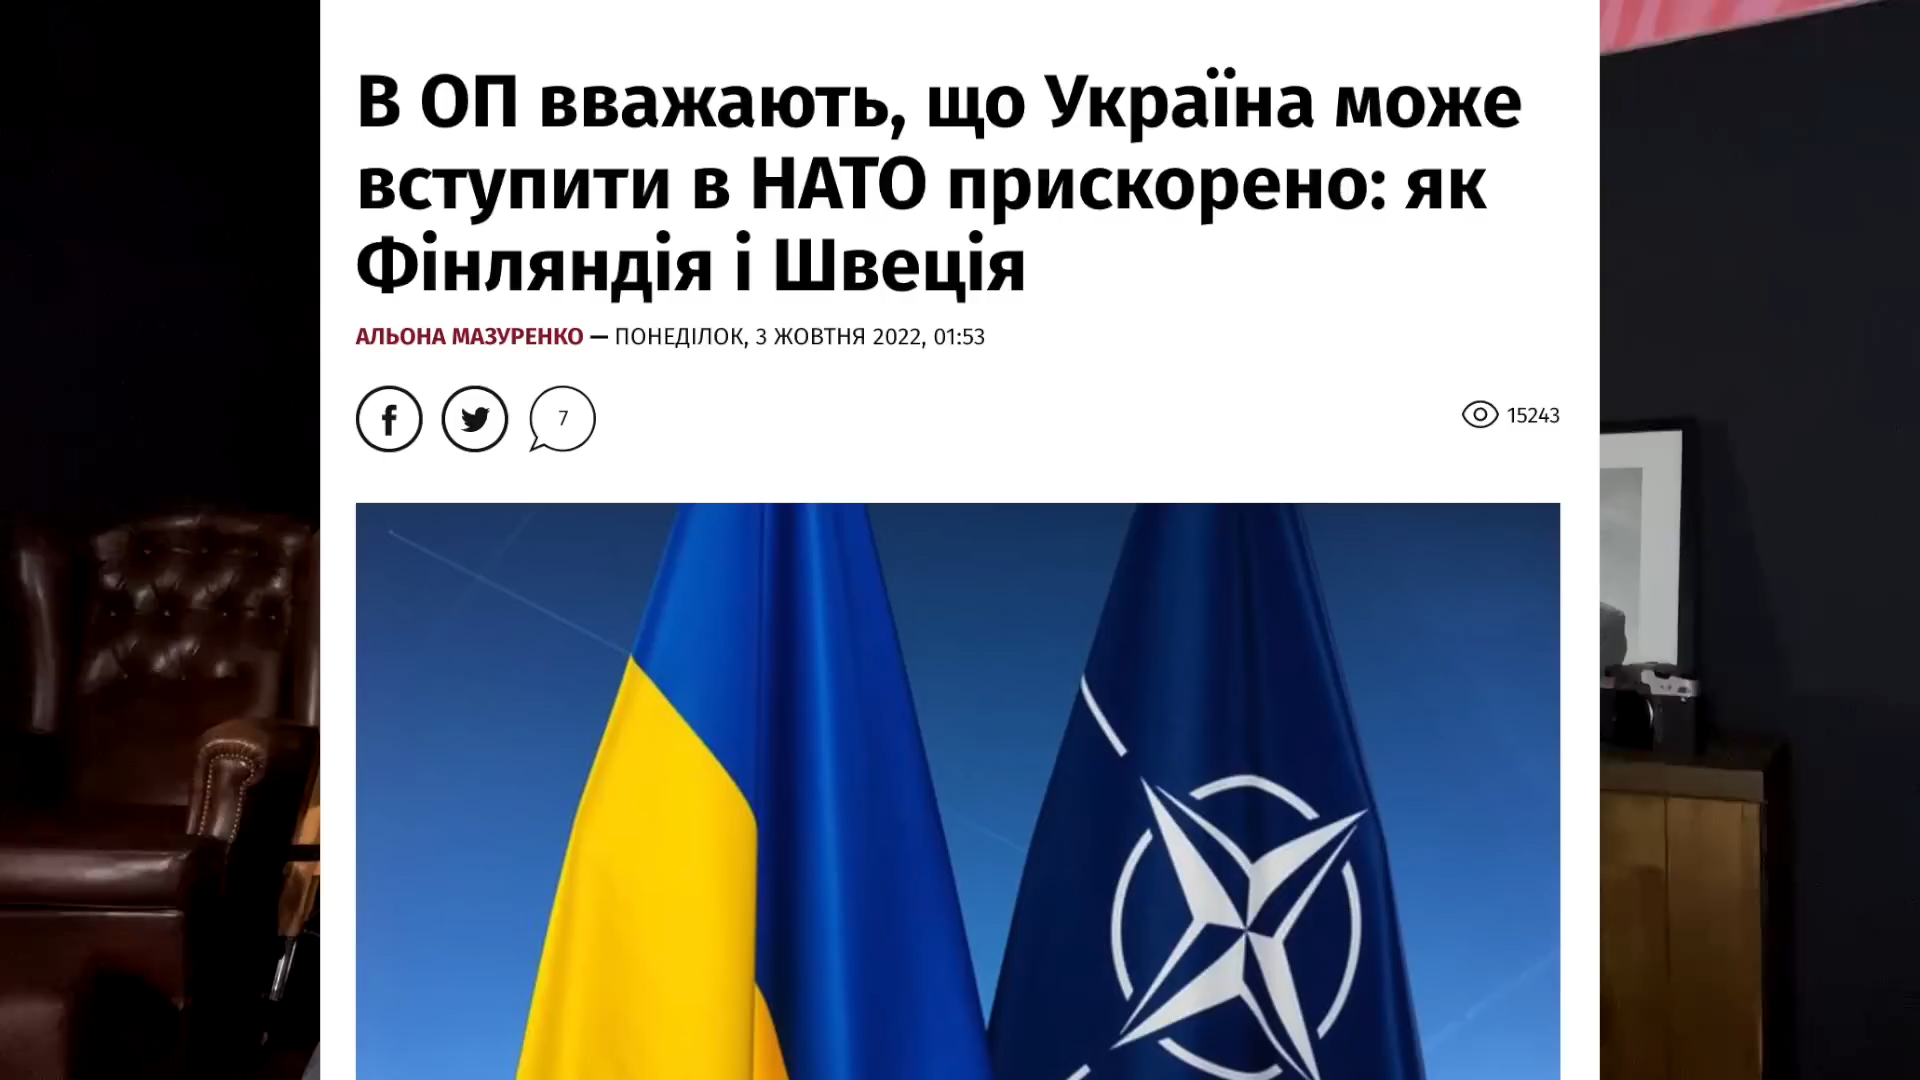 В ОП вважають, що Україна може
вступити в НАТО прискорено: як
Фінляндія і Швеція
АЛЬОНА МАЗУРЕНКО — ПОНЕДІЛОК, 3 ЖОВТНЯ 2022, 01:53
7
15243